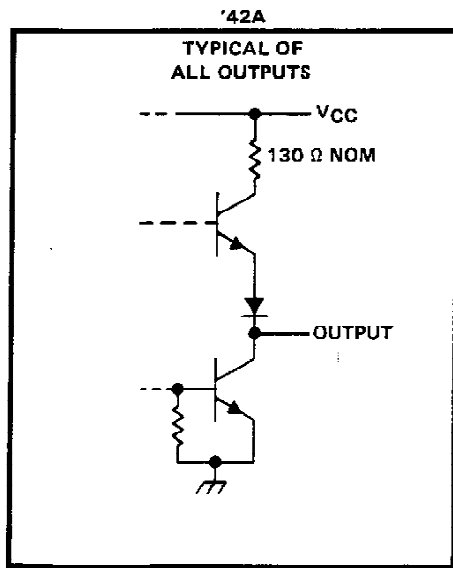 '42A
TYPICAL OF
ALL OUTPUTS
VCC
130 Ω NOM
OUTPUT